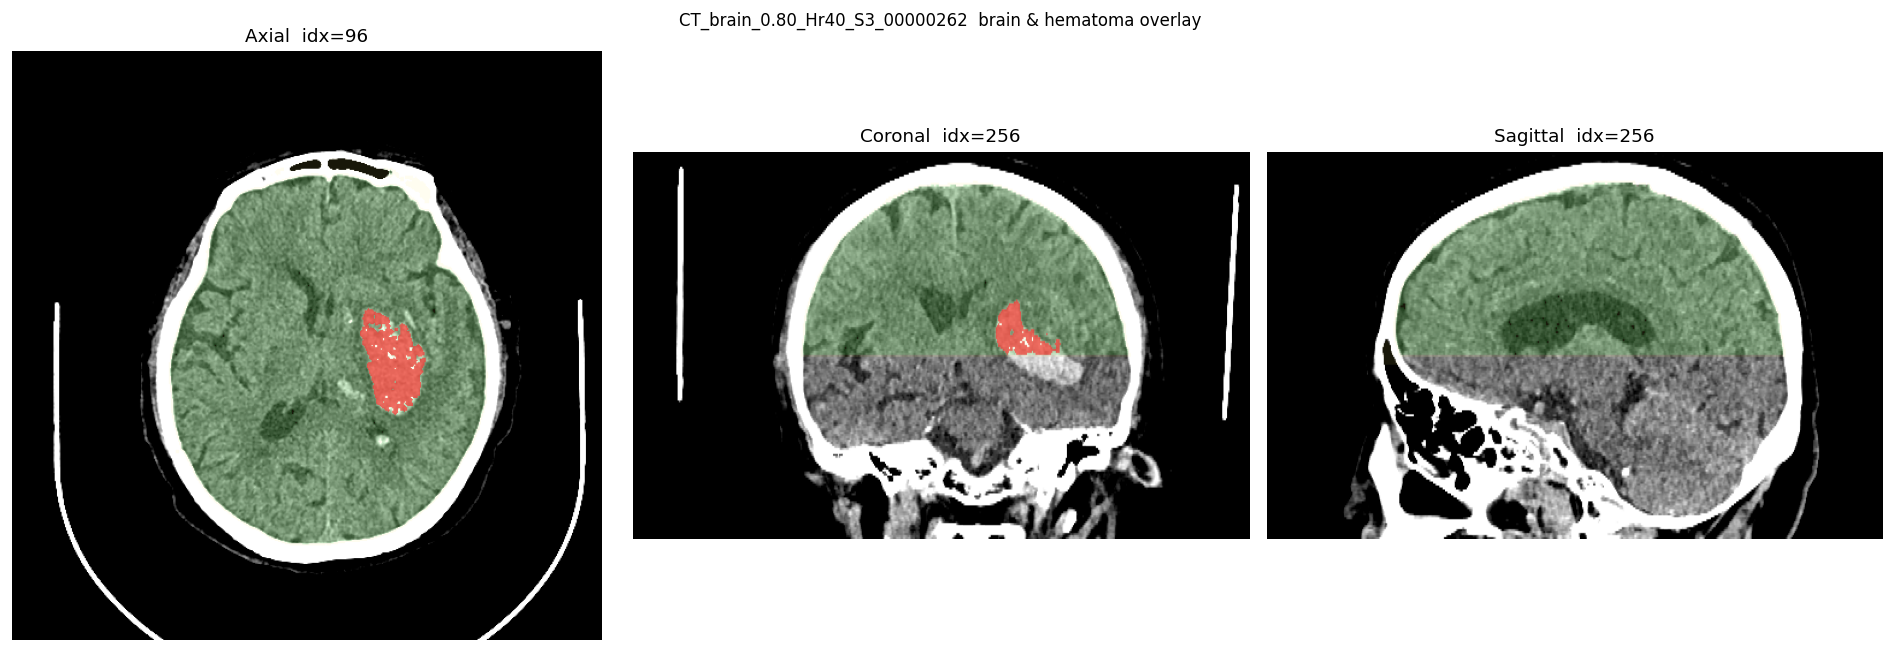 CT_brain_0.80_Hr40_S3_00000262  brain & hematoma overlay
Axial  idx=96
Coronal  idx=256
Sagittal  idx=256